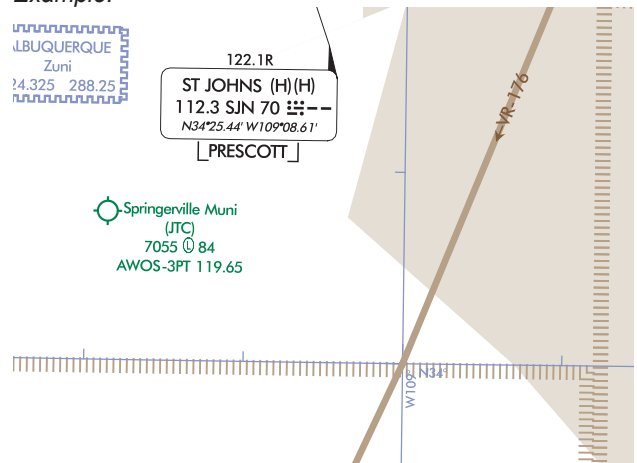 Example:
ALBUQUERQUE
Zuni
24.325 288.25
122.1R
ST JOHNS (H)(H)
112.3 SJN 70
N34°25.44' W109°08.61'
PRESCOTT
VR-176
Springerville Muni
(JTC)
7055 Ⓛ 84
AWOS-3PT 119.65
N34°
W109°